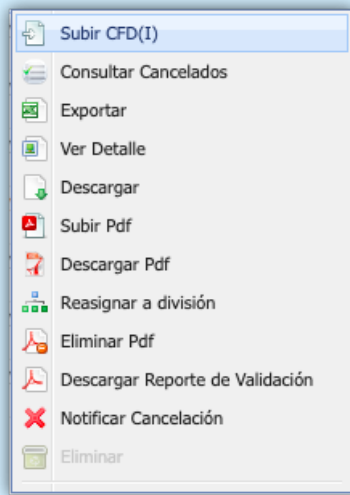 Subir CFD(I)
Consultar Cancelados
Exportar
Ver Detalle
Descargar
Subir Pdf
Descargar Pdf
Reasignar a división
Eliminar Pdf
Descargar Reporte de Validación
Notificar Cancelación
Eliminar